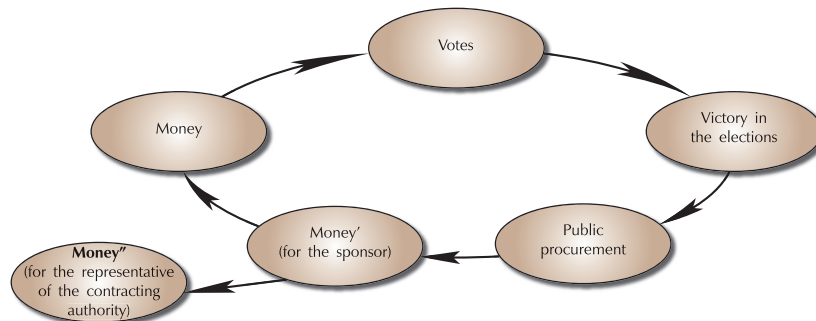 Votes
Money
Victory in
the elections
Public
procurement
Money’
(for the sponsor)
Money”
(for the representative
of the contracting
authority)